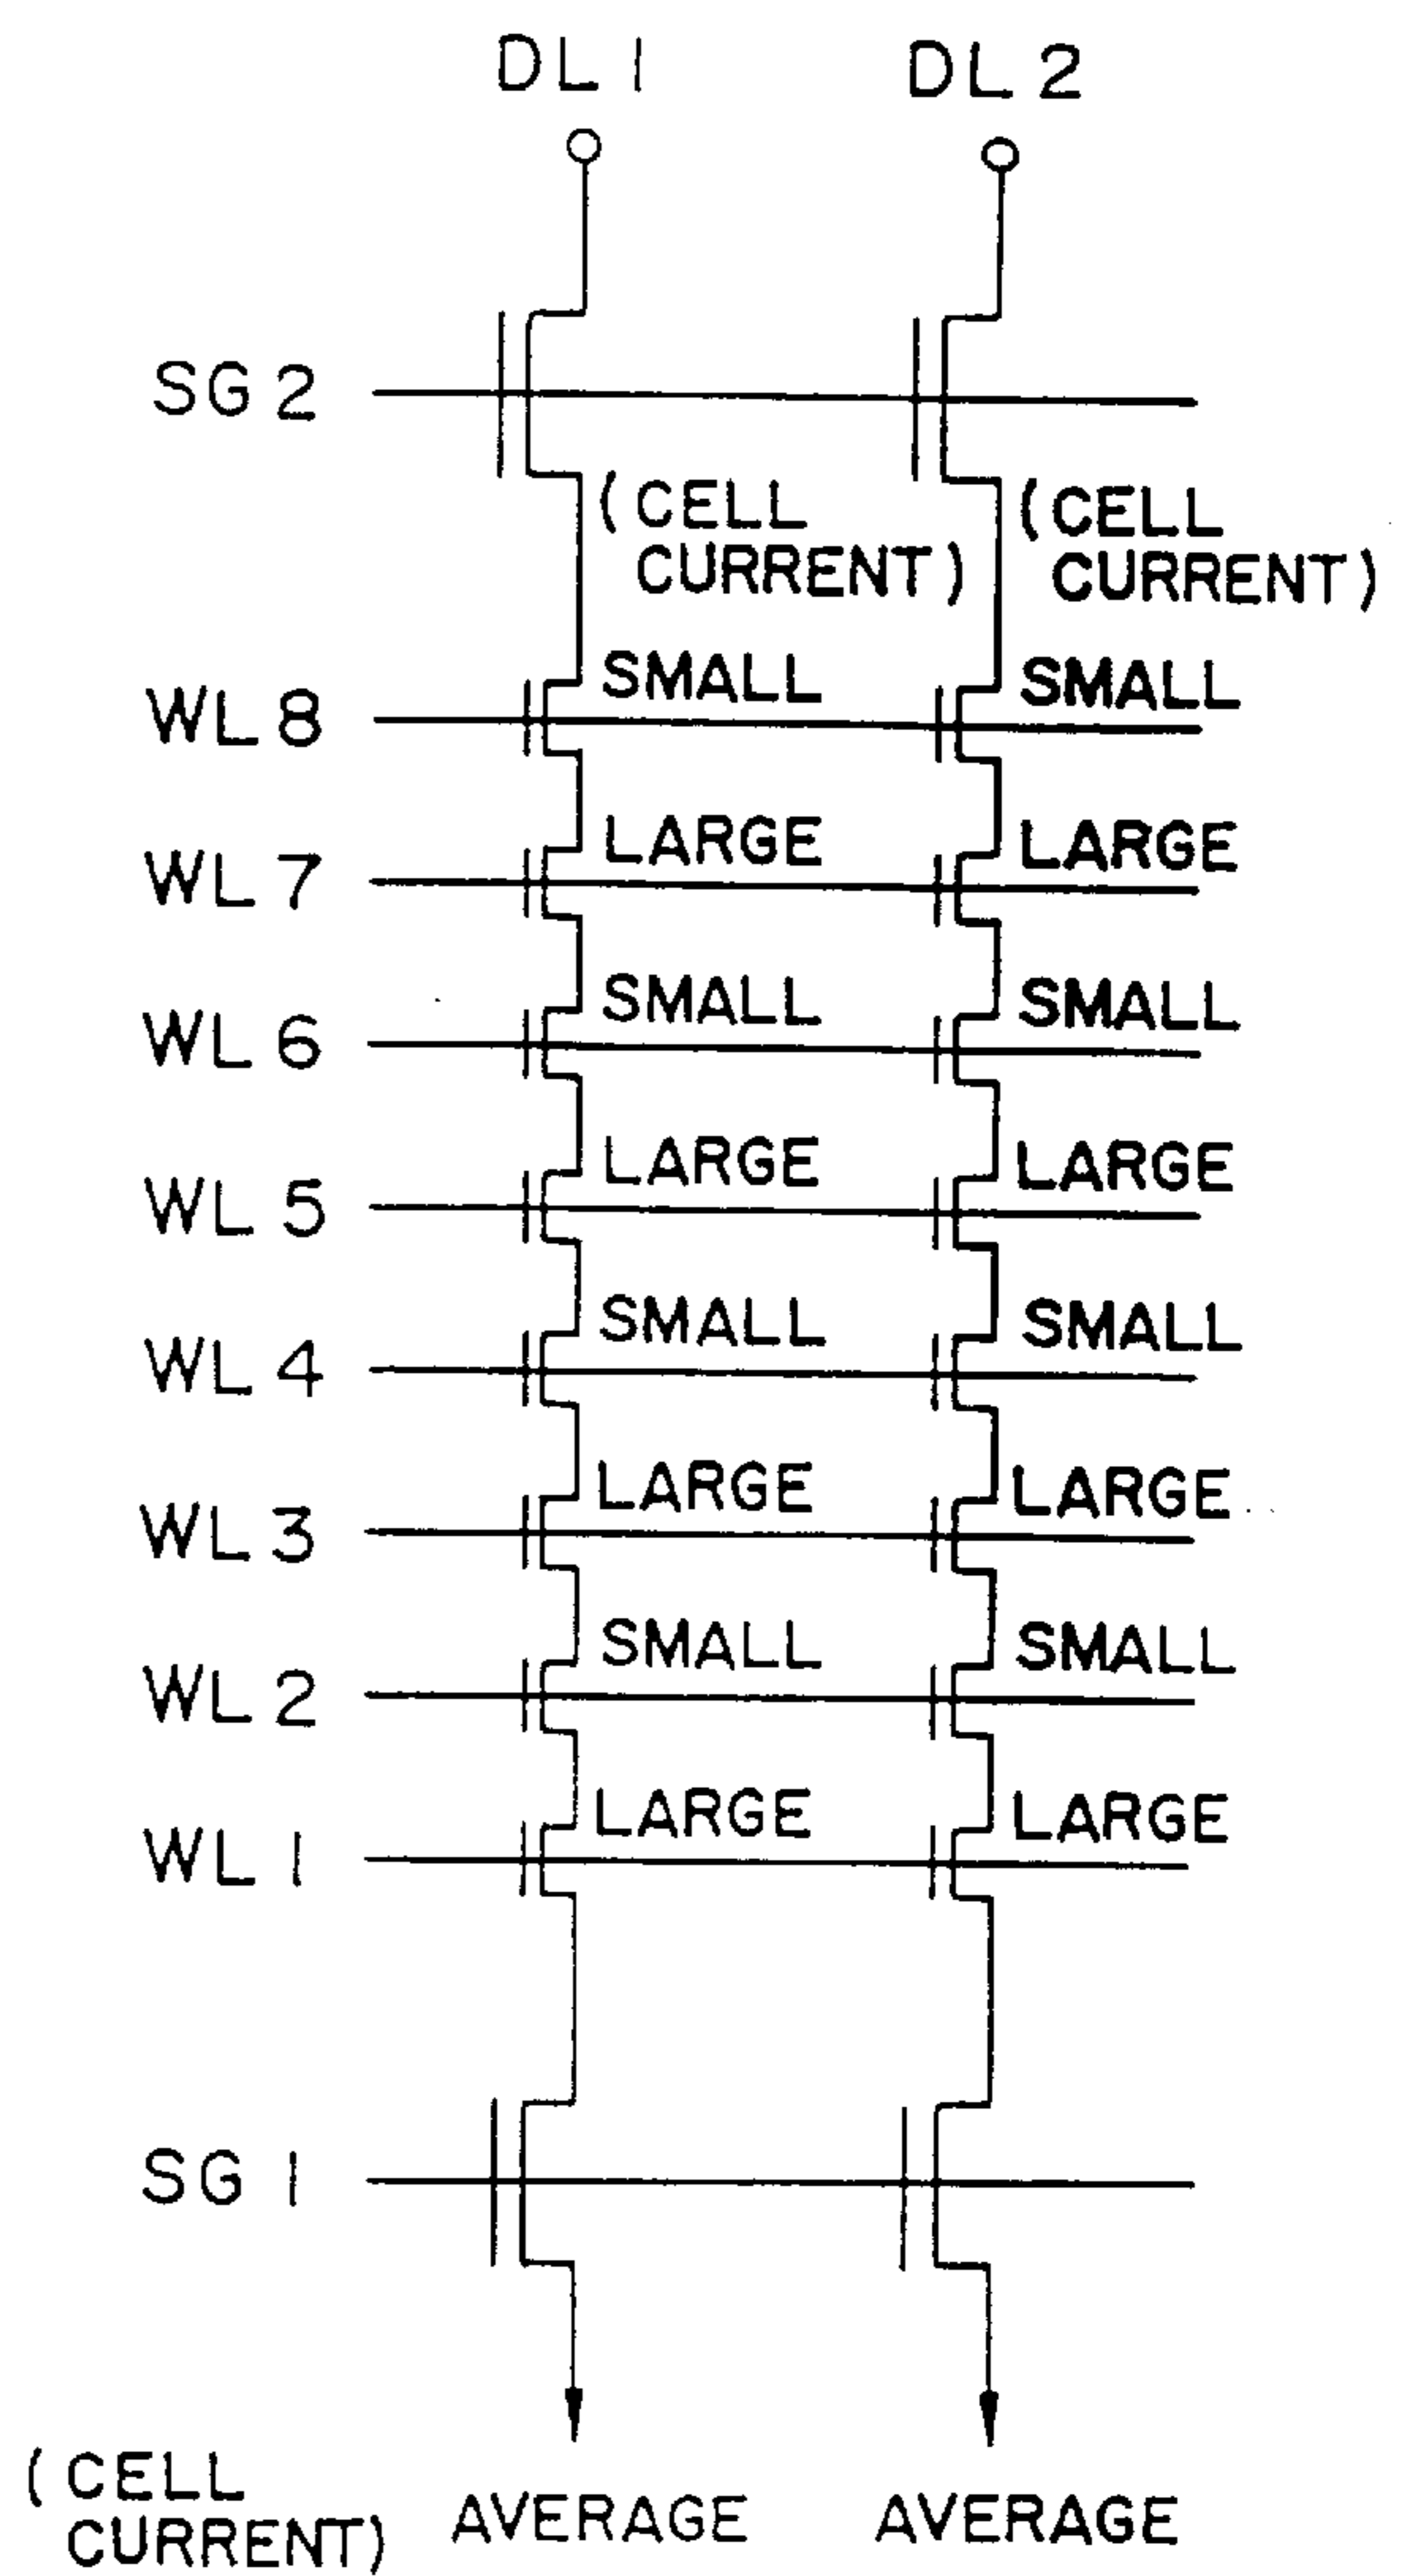 DL1 DL2
SG2
(CELL CURRENT) (CELL CURRENT)
SMALL SMALL
WL8
LARGE LARGE
WL7
SMALL SMALL
WL6
LARGE LARGE
WL5
SMALL SMALL
WL4
LARGE LARGE
WL3
SMALL SMALL
WL2
LARGE LARGE
WL1
SG1
(CELL CURRENT) AVERAGE AVERAGE